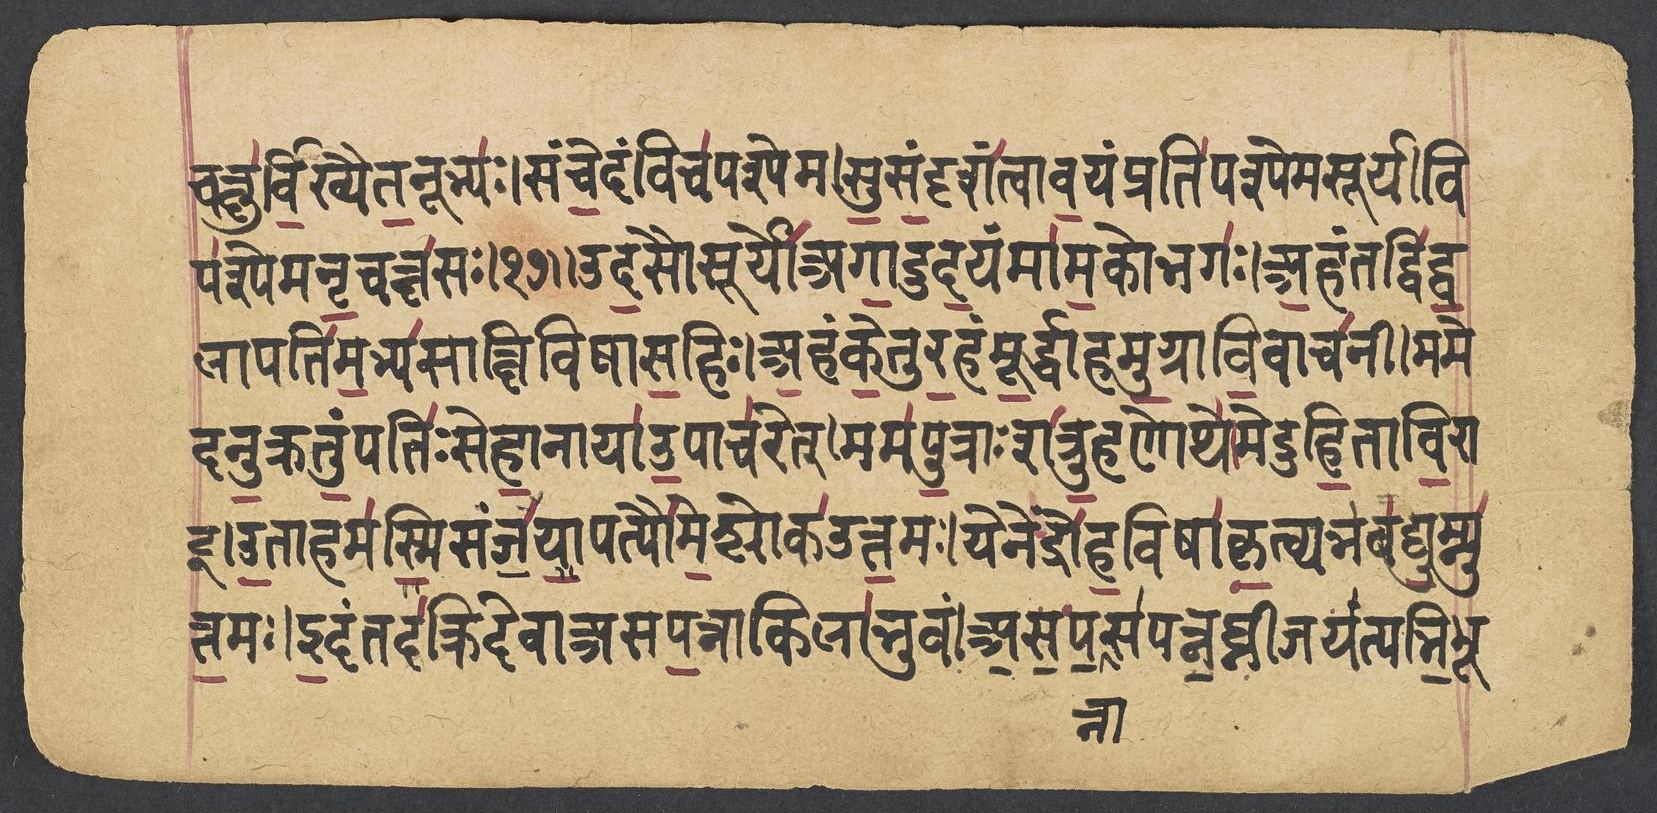 चक्षुर्विख्यैतनूभ्यः।संचेदंविचपश्येम।सुसंदृशंत्वावयंप्रतिपश्येमसूर्य।वि
पश्येमनृचक्षसः।१७।उदसौसूर्योअगादुदयंमामकोभगः।अहंतद्विद्व
लापतिमभ्यसाक्षिविषासहिः।अहंकेतुरहंमूर्द्धाहमुग्राविवाचनी।ममे
दनुक्रतुंपतिःसेहानायाउपाचरेत्।ममपुत्राःशत्रुहणोथोमेदुहिताविरा
ट्।उताहमस्मिसंजयापत्यौमेश्लोकउत्तमः।येनेंद्रोहविषाकृत्व्यभवद्द्युम्न्यु
त्तमः।इदंतदक्रिदेवाअसपत्नाकिलाभुवं।असपत्सपत्नघ्नीजयंत्यभिभू
त्ना